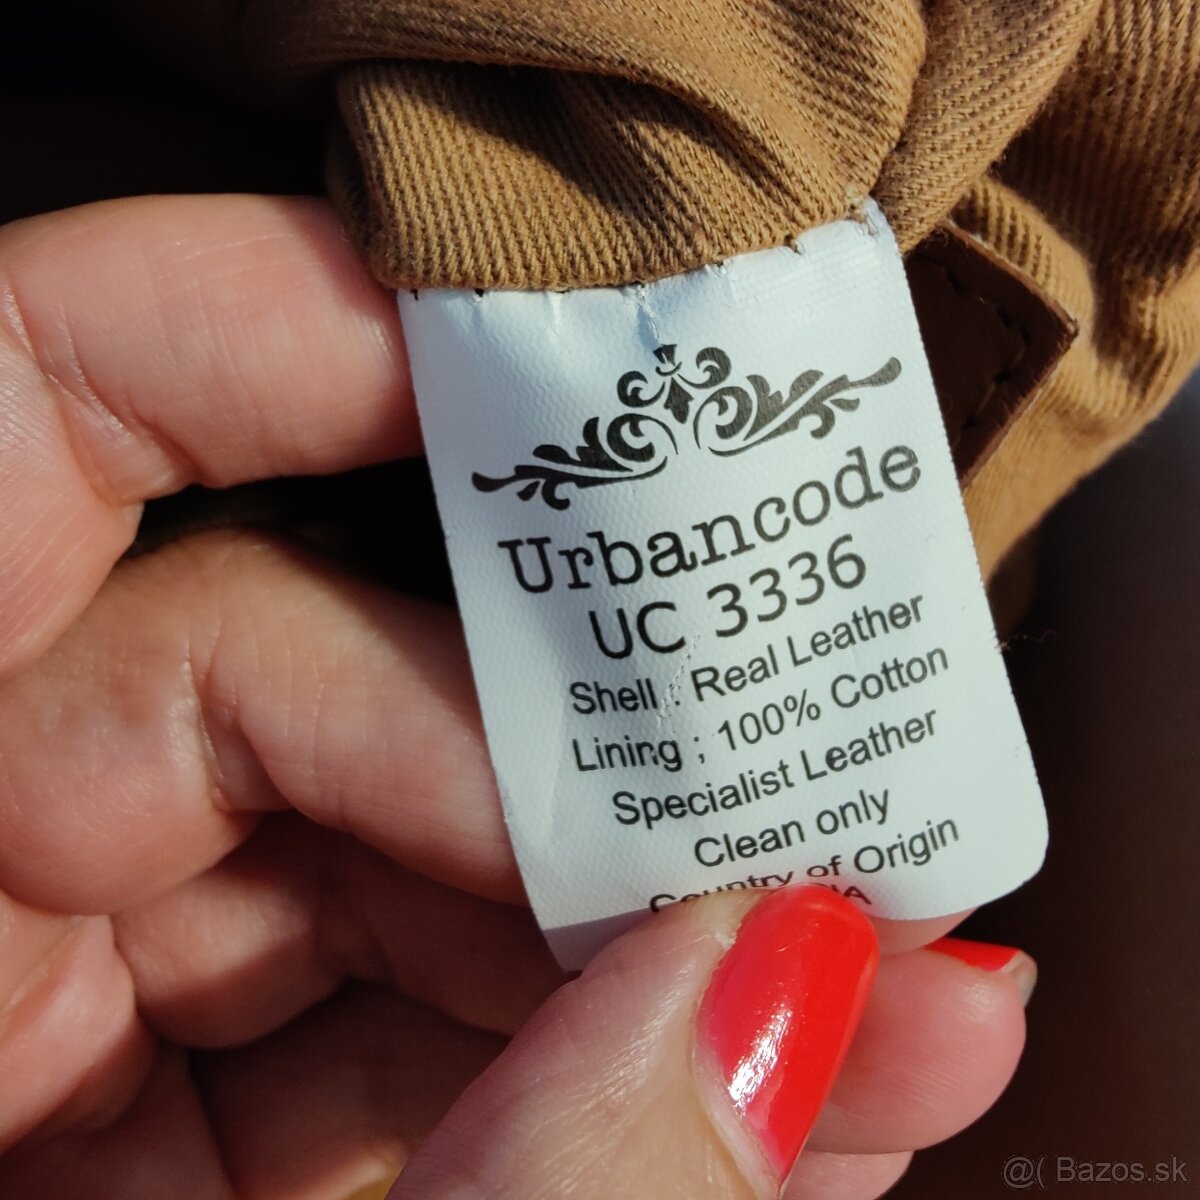 Urbancode
UC 3336
Shell : Real Leather
Lining ; 100% Cotton
Specialist Leather
Clean only
Country of Origin
@( Bazos.sk